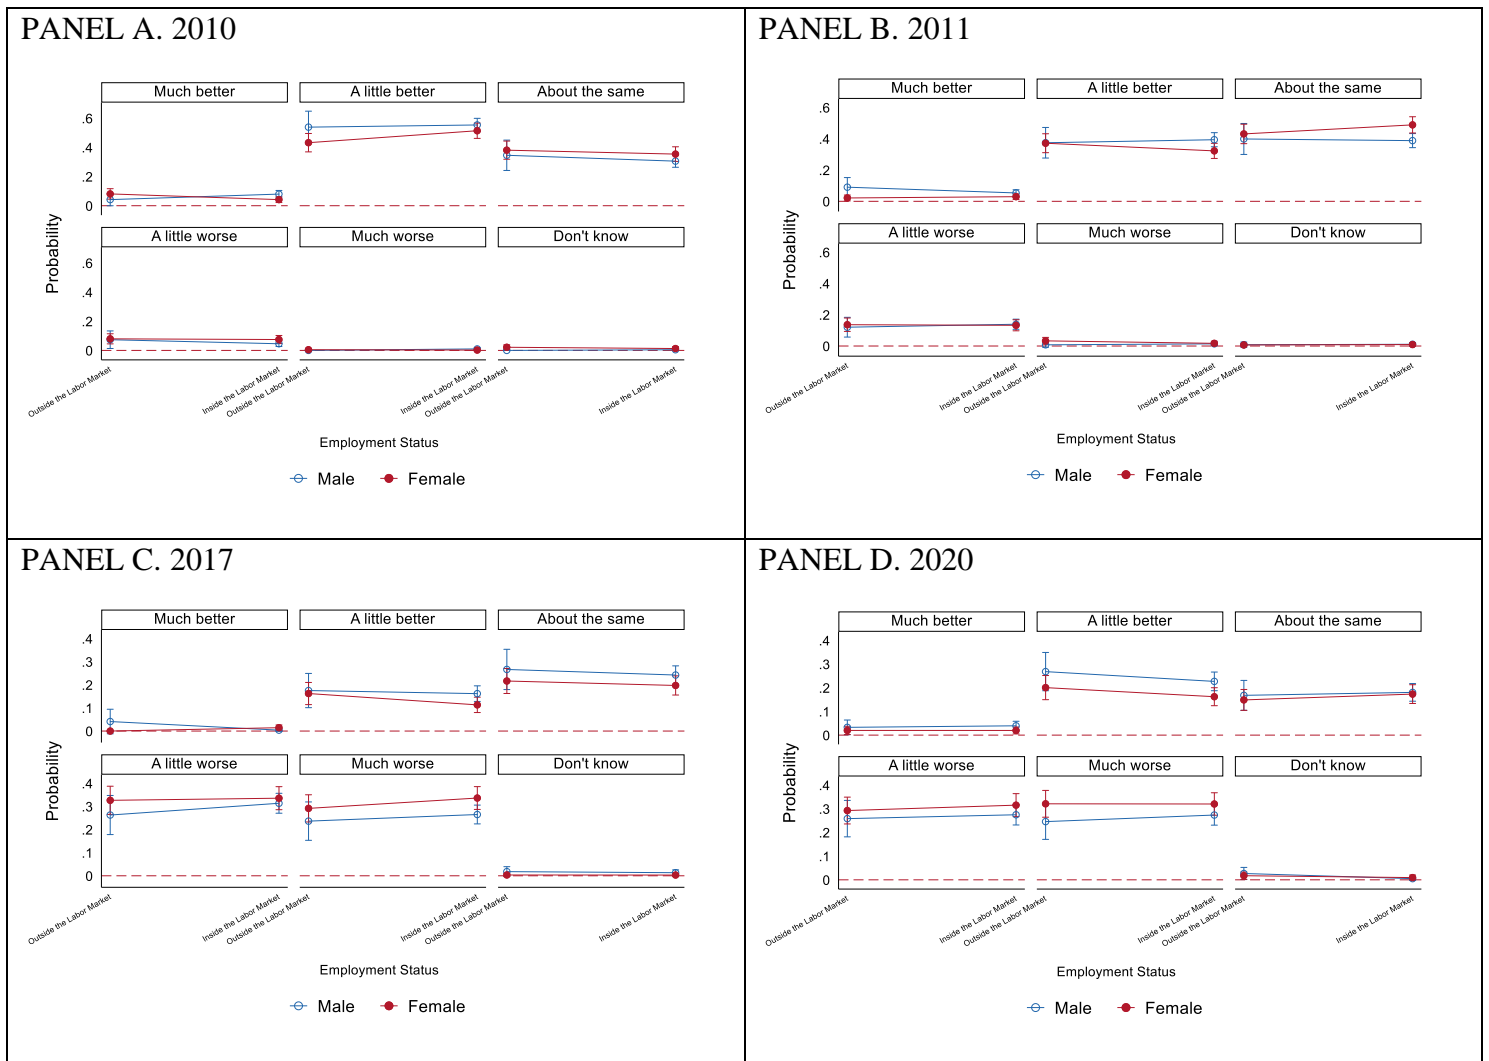 PANEL A. 2010
Much better
A little better
About the same
.6
.4
.2
0
A little worse
Much worse
Don't know
.6
.4
.2
0
Probability
Outside the Labor Market
Inside the Labor Market
Outside the Labor Market
Inside the Labor Market
Outside the Labor Market
Inside the Labor Market
Employment Status
Male Female
PANEL B. 2011
Much better
A little better
About the same
.6
.4
.2
0
A little worse
Much worse
Don't know
.6
.4
.2
0
Probability
Outside the Labor Market
Inside the Labor Market
Outside the Labor Market
Inside the Labor Market
Outside the Labor Market
Inside the Labor Market
Employment Status
Male Female
PANEL C. 2017
Much better
A little better
About the same
.4
.3
.2
.1
0
A little worse
Much worse
Don't know
.4
.3
.2
.1
0
Probability
Outside the Labor Market
Inside the Labor Market
Outside the Labor Market
Inside the Labor Market
Outside the Labor Market
Inside the Labor Market
Employment Status
Male Female
PANEL D. 2020
Much better
A little better
About the same
.4
.3
.2
.1
0
A little worse
Much worse
Don't know
.4
.3
.2
.1
0
Probability
Outside the Labor Market
Inside the Labor Market
Outside the Labor Market
Inside the Labor Market
Outside the Labor Market
Inside the Labor Market
Employment Status
Male Female